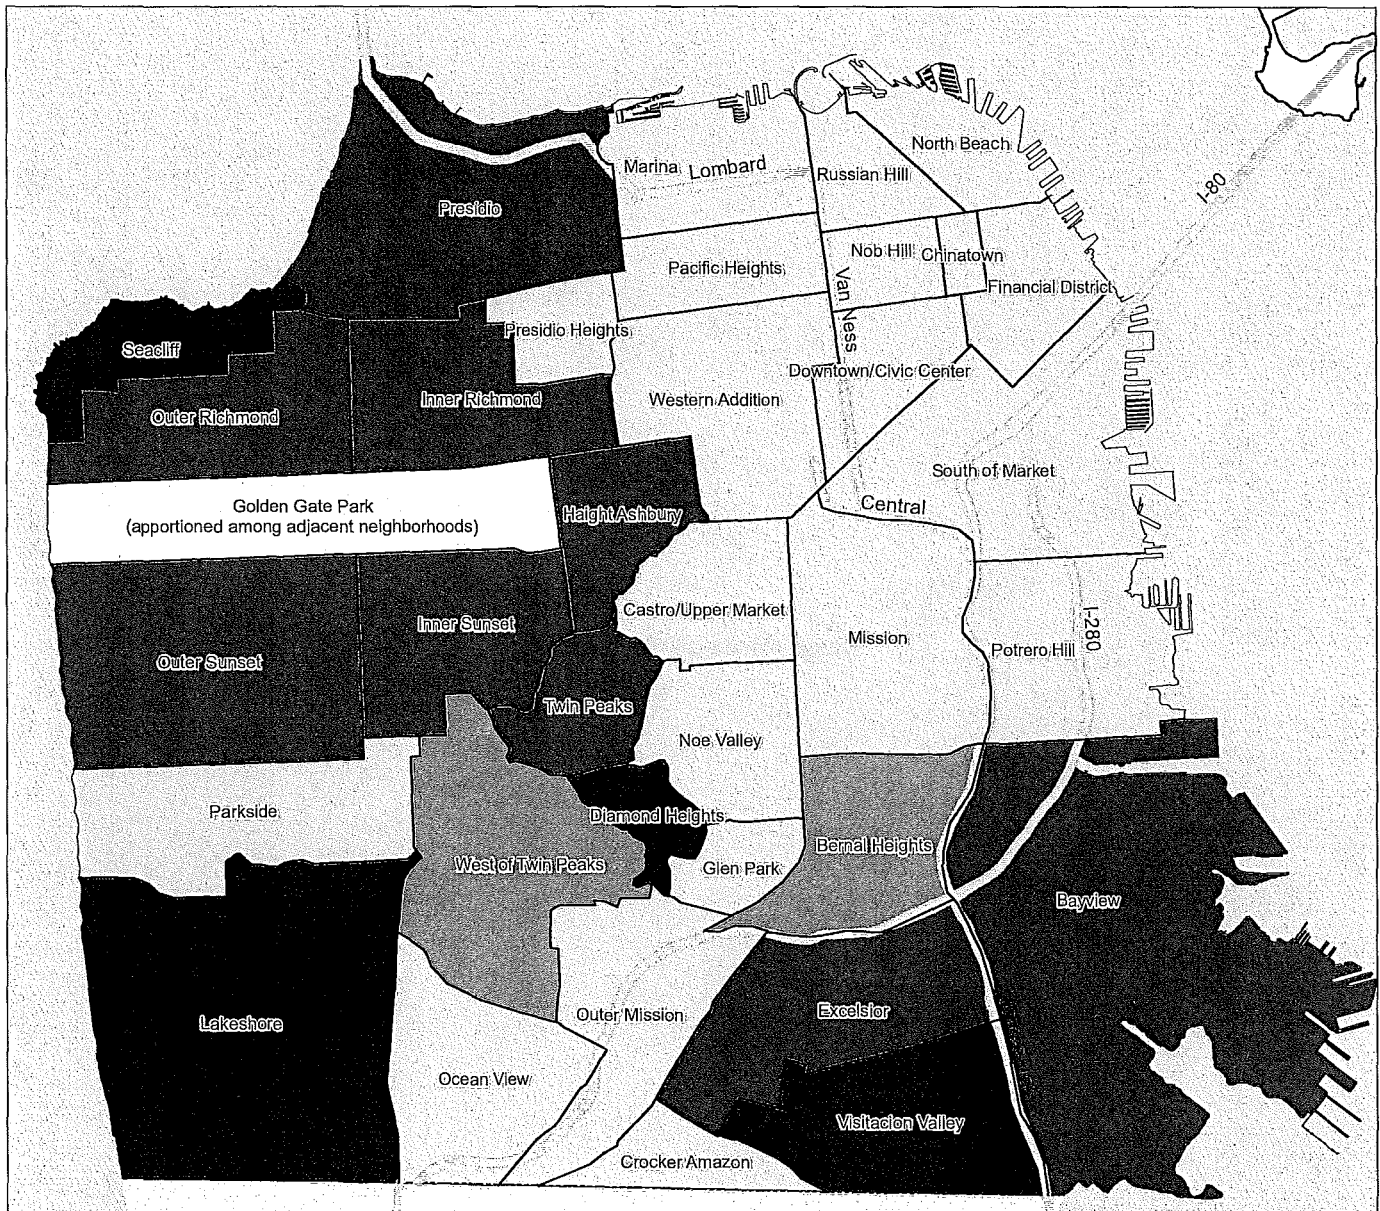 North Beach
Marina
Lombard
Russian Hill
I-80
Presidio
Nob Hill
Chinatown
Pacific Heights
Financial District
Van Ness
Presidio Heights
Seacliff
Downtown/Civic Center
Inner Richmond
Western Addition
Outer Richmond
South of Market
Golden Gate Park
(apportioned among adjacent neighborhoods)
Haight Ashbury
Central
Castro/Upper Market
Inner Sunset
Mission
I-280
Potrero Hill
Outer Sunset
Twin Peaks
Noe Valley
Parkside
Diamond Heights
Bernal Heights
West of Twin Peaks
Glen Park
Bayview
Excelsior
Outer Mission
Lakeshore
Ocean View
Visitacion Valley
Crocker Amazon